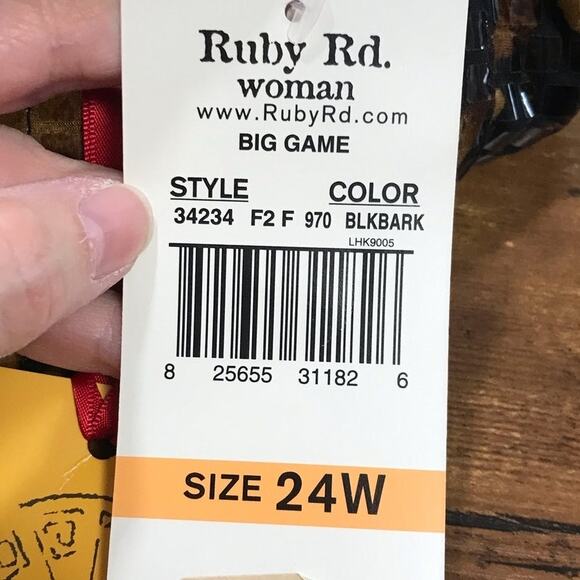 Ruby Rd.
woman
www.RubyRd.com
BIG GAME
STYLE COLOR
34234 F2 F 970 BLKBARK
LHK9005
8 25655 31182 6
SIZE 24W